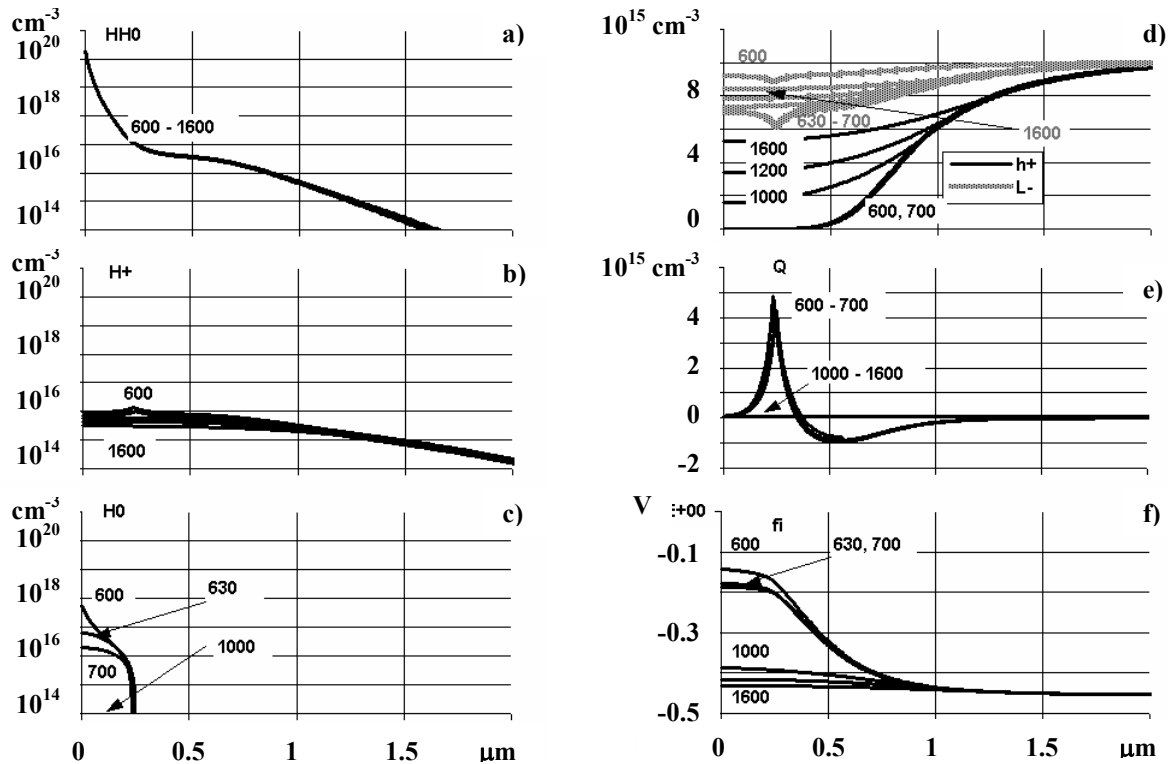 cm-3
HH0
a)
10^20
10^18
600 - 1600
10^16
10^14
cm-3
H+
b)
10^20
10^18
10^16
600
1600
10^14
cm-3
H0
c)
10^20
10^18
600
630
10^16
1000
700
10^14
0
0.5
1
1.5
μm
10^15 cm-3
d)
600
8
630 - 700
1600
1600
h+
4
1200
L-
1000
600, 700
0
10^15 cm-3
Q
e)
4
600 - 700
2
1000 - 1600
0
-2
V
E+00
fi
f)
600
630, 700
-0.1
-0.3
1000
1600
-0.5
0
0.5
1
1.5
μm